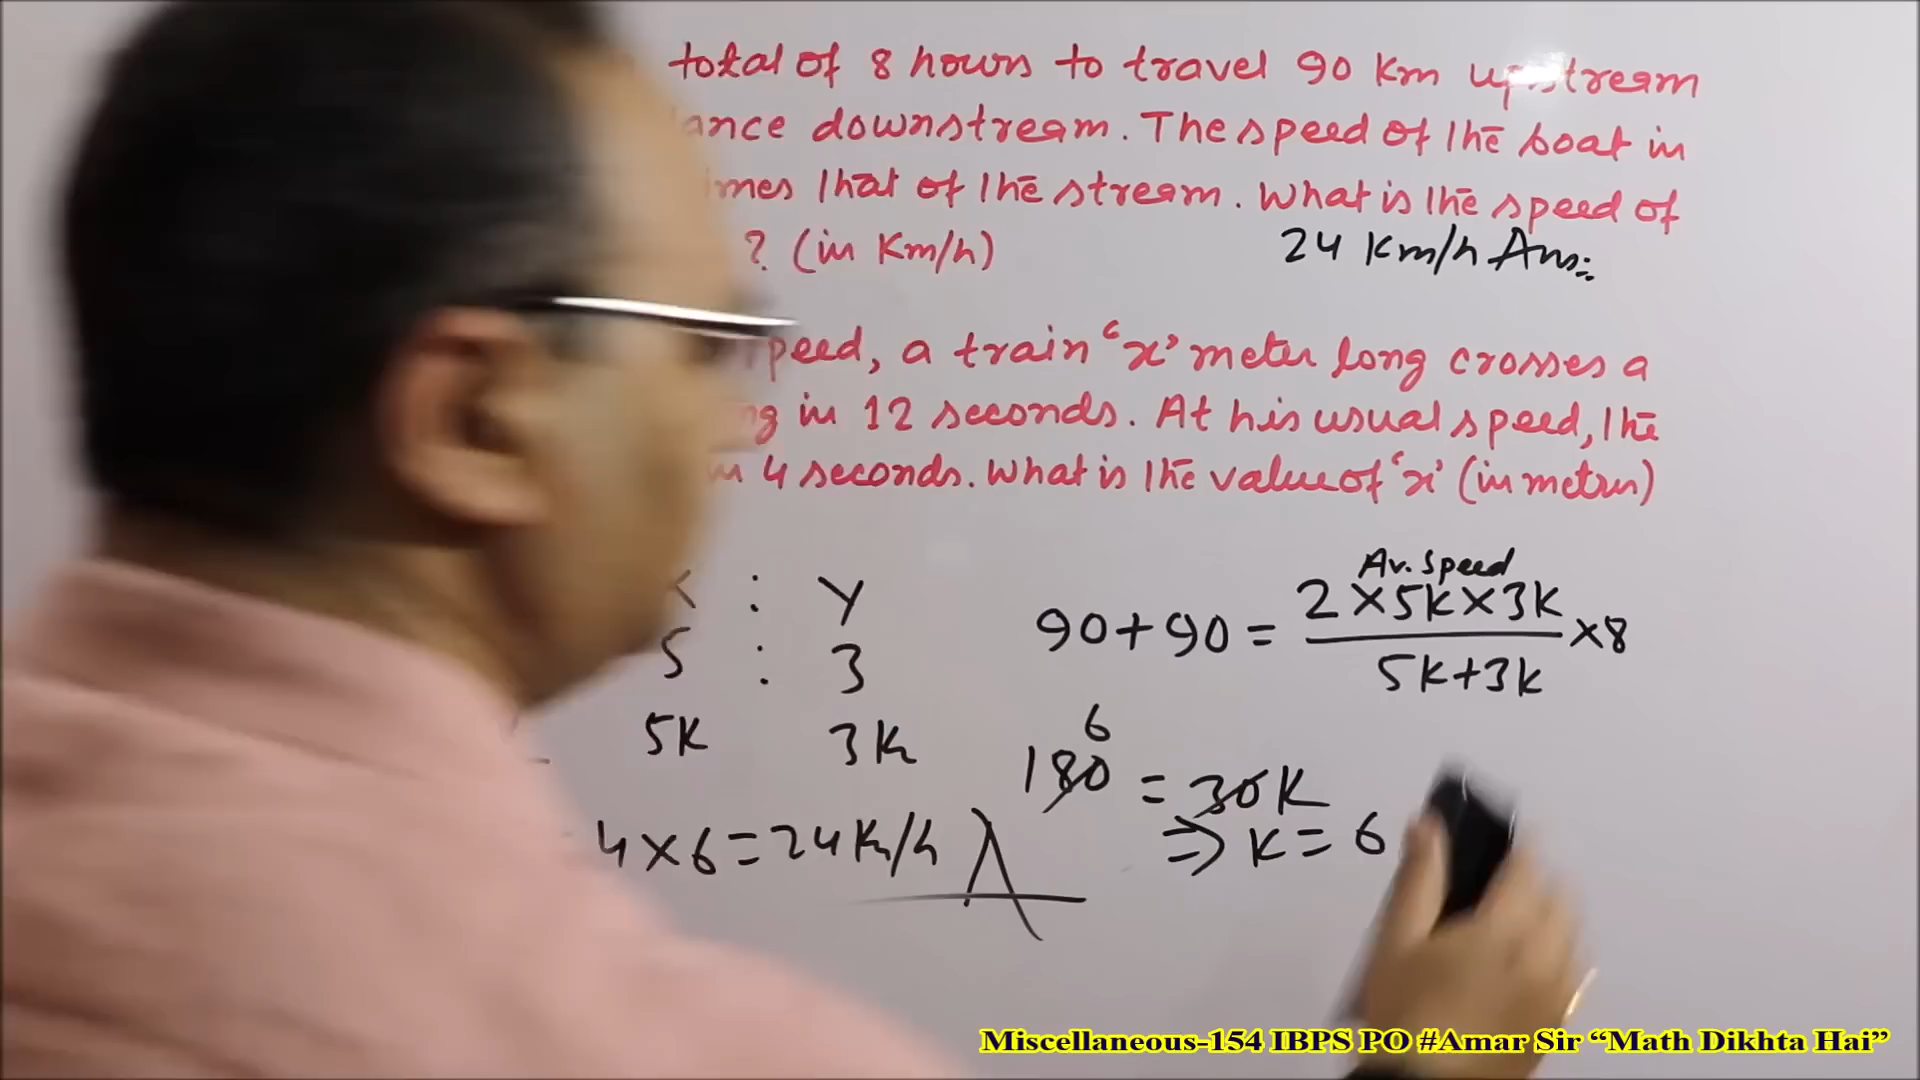 total of 8 hours to travel 90 Km upstream
ance downstream. The speed of the boat in
mes that of the stream. What is the speed of
? (in Km/h)
24 Km/h Ans:
peed, a train 'x' meter long crosses a
ng in 12 seconds. At his usual speed, the
4 seconds. What is the value of 'x' (in metres)
X : Y
5 : 3
5K 3K
4×6=24K/h
Av. Speed
90+90 = 2×5K×3K/5K+3K ×8
6
180 = 30K
⇒ K = 6
Miscellaneous-154 IBPS PO #Amar Sir “Math Dikhta Hai”